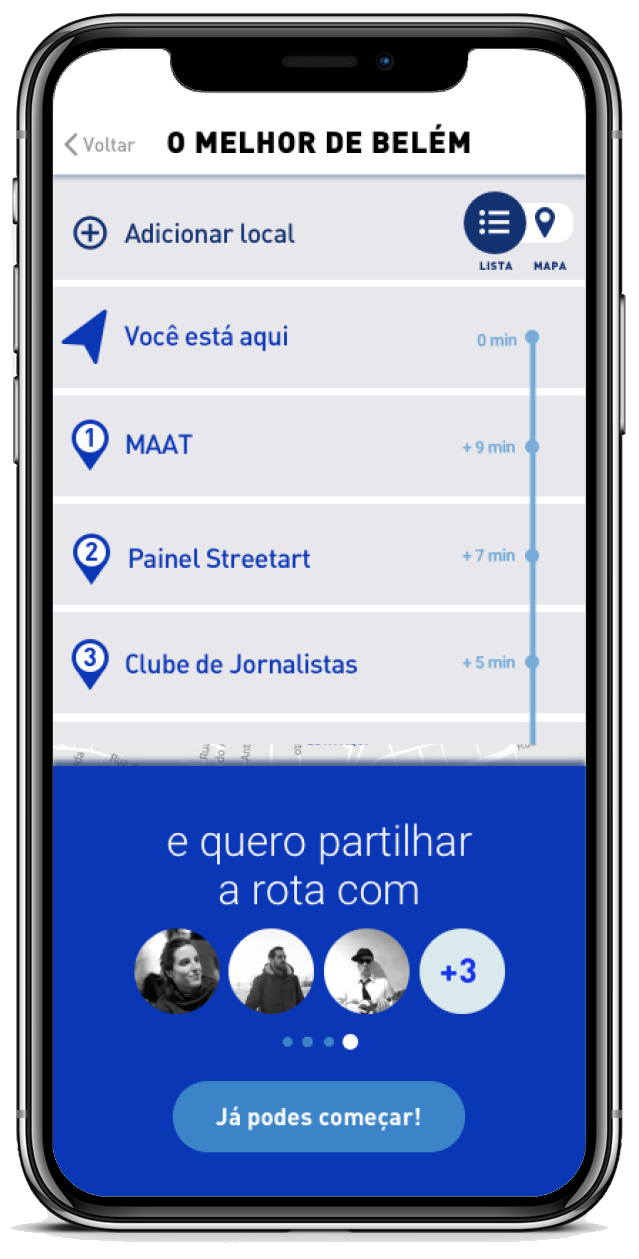 Voltar
O MELHOR DE BELÉM
Adicionar local
LISTA
MAPA
Você está aqui
0 min
1
MAAT
+ 9 min
2
Painel Streetart
+ 7 min
3
Clube de Jornalistas
+ 5 min
e quero partilhar
a rota com
+3
Já podes começar!